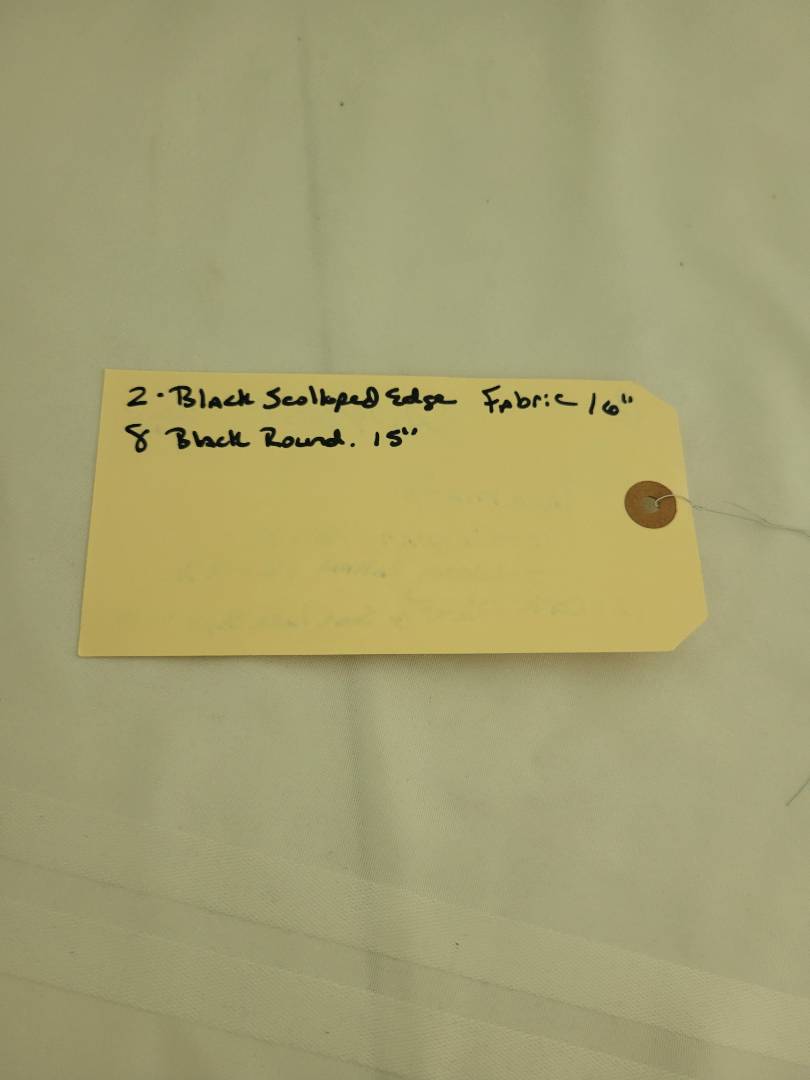 2 · Black Scolloped Edge Fabric 16"
8 Black Round. 15"